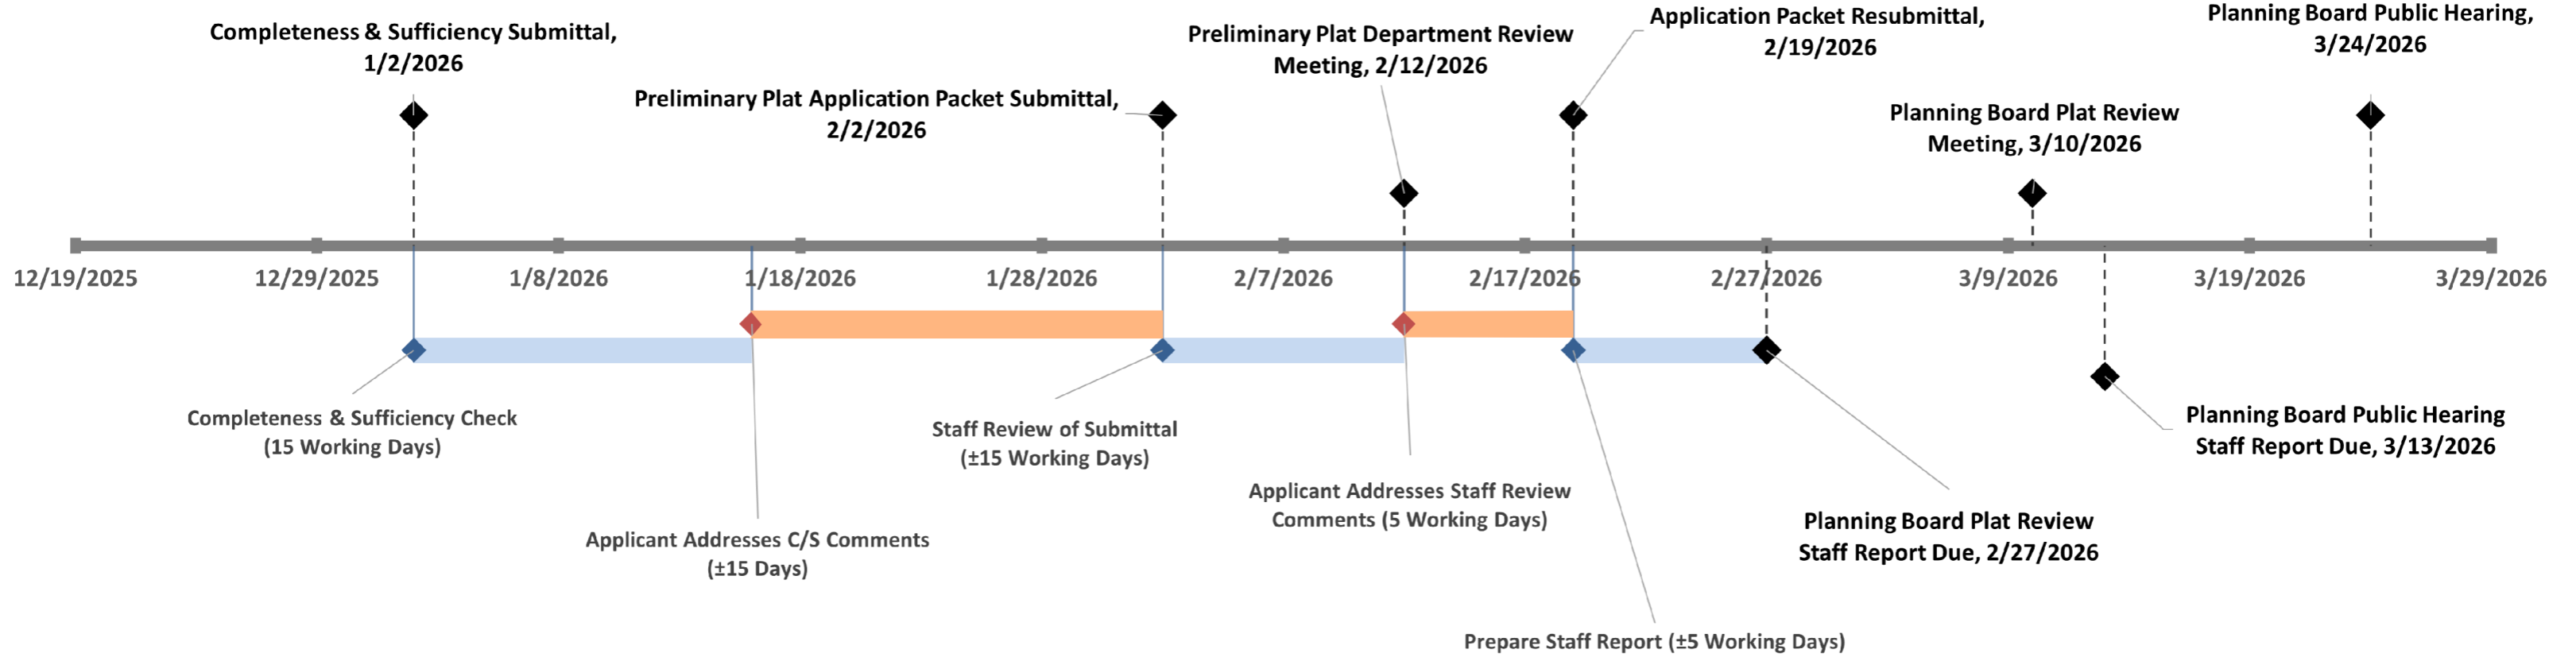 Completeness & Sufficiency Submittal,
1/2/2026
Preliminary Plat Application Packet Submittal,
2/2/2026
Preliminary Plat Department Review
Meeting, 2/12/2026
Application Packet Resubmittal,
2/19/2026
Planning Board Plat Review
Meeting, 3/10/2026
Planning Board Public Hearing,
3/24/2026
12/19/2025
12/29/2025
1/8/2026
1/18/2026
1/28/2026
2/7/2026
2/17/2026
2/27/2026
3/9/2026
3/19/2026
3/29/2026
Completeness & Sufficiency Check
(15 Working Days)
Applicant Addresses C/S Comments
(±15 Days)
Staff Review of Submittal
(±15 Working Days)
Applicant Addresses Staff Review
Comments (5 Working Days)
Prepare Staff Report (±5 Working Days)
Planning Board Plat Review
Staff Report Due, 2/27/2026
Planning Board Public Hearing
Staff Report Due, 3/13/2026